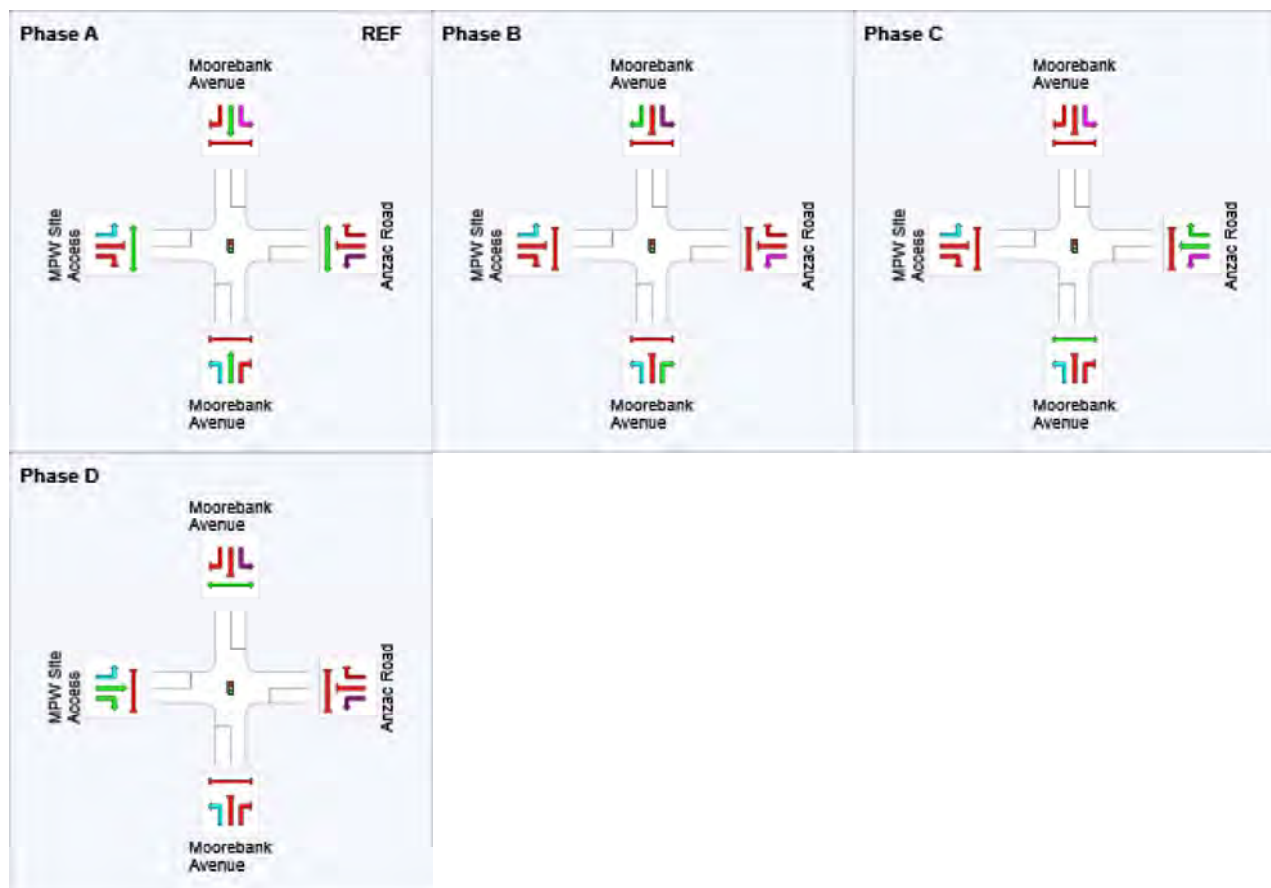 Phase A
REF
Moorebank
Avenue
MPW Site
Access
Anzac Road
Moorebank
Avenue
Phase B
Moorebank
Avenue
MPW Site
Access
Anzac Road
Moorebank
Avenue
Phase C
Moorebank
Avenue
MPW Site
Access
Anzac Road
Moorebank
Avenue
Phase D
Moorebank
Avenue
MPW Site
Access
Anzac Road
Moorebank
Avenue